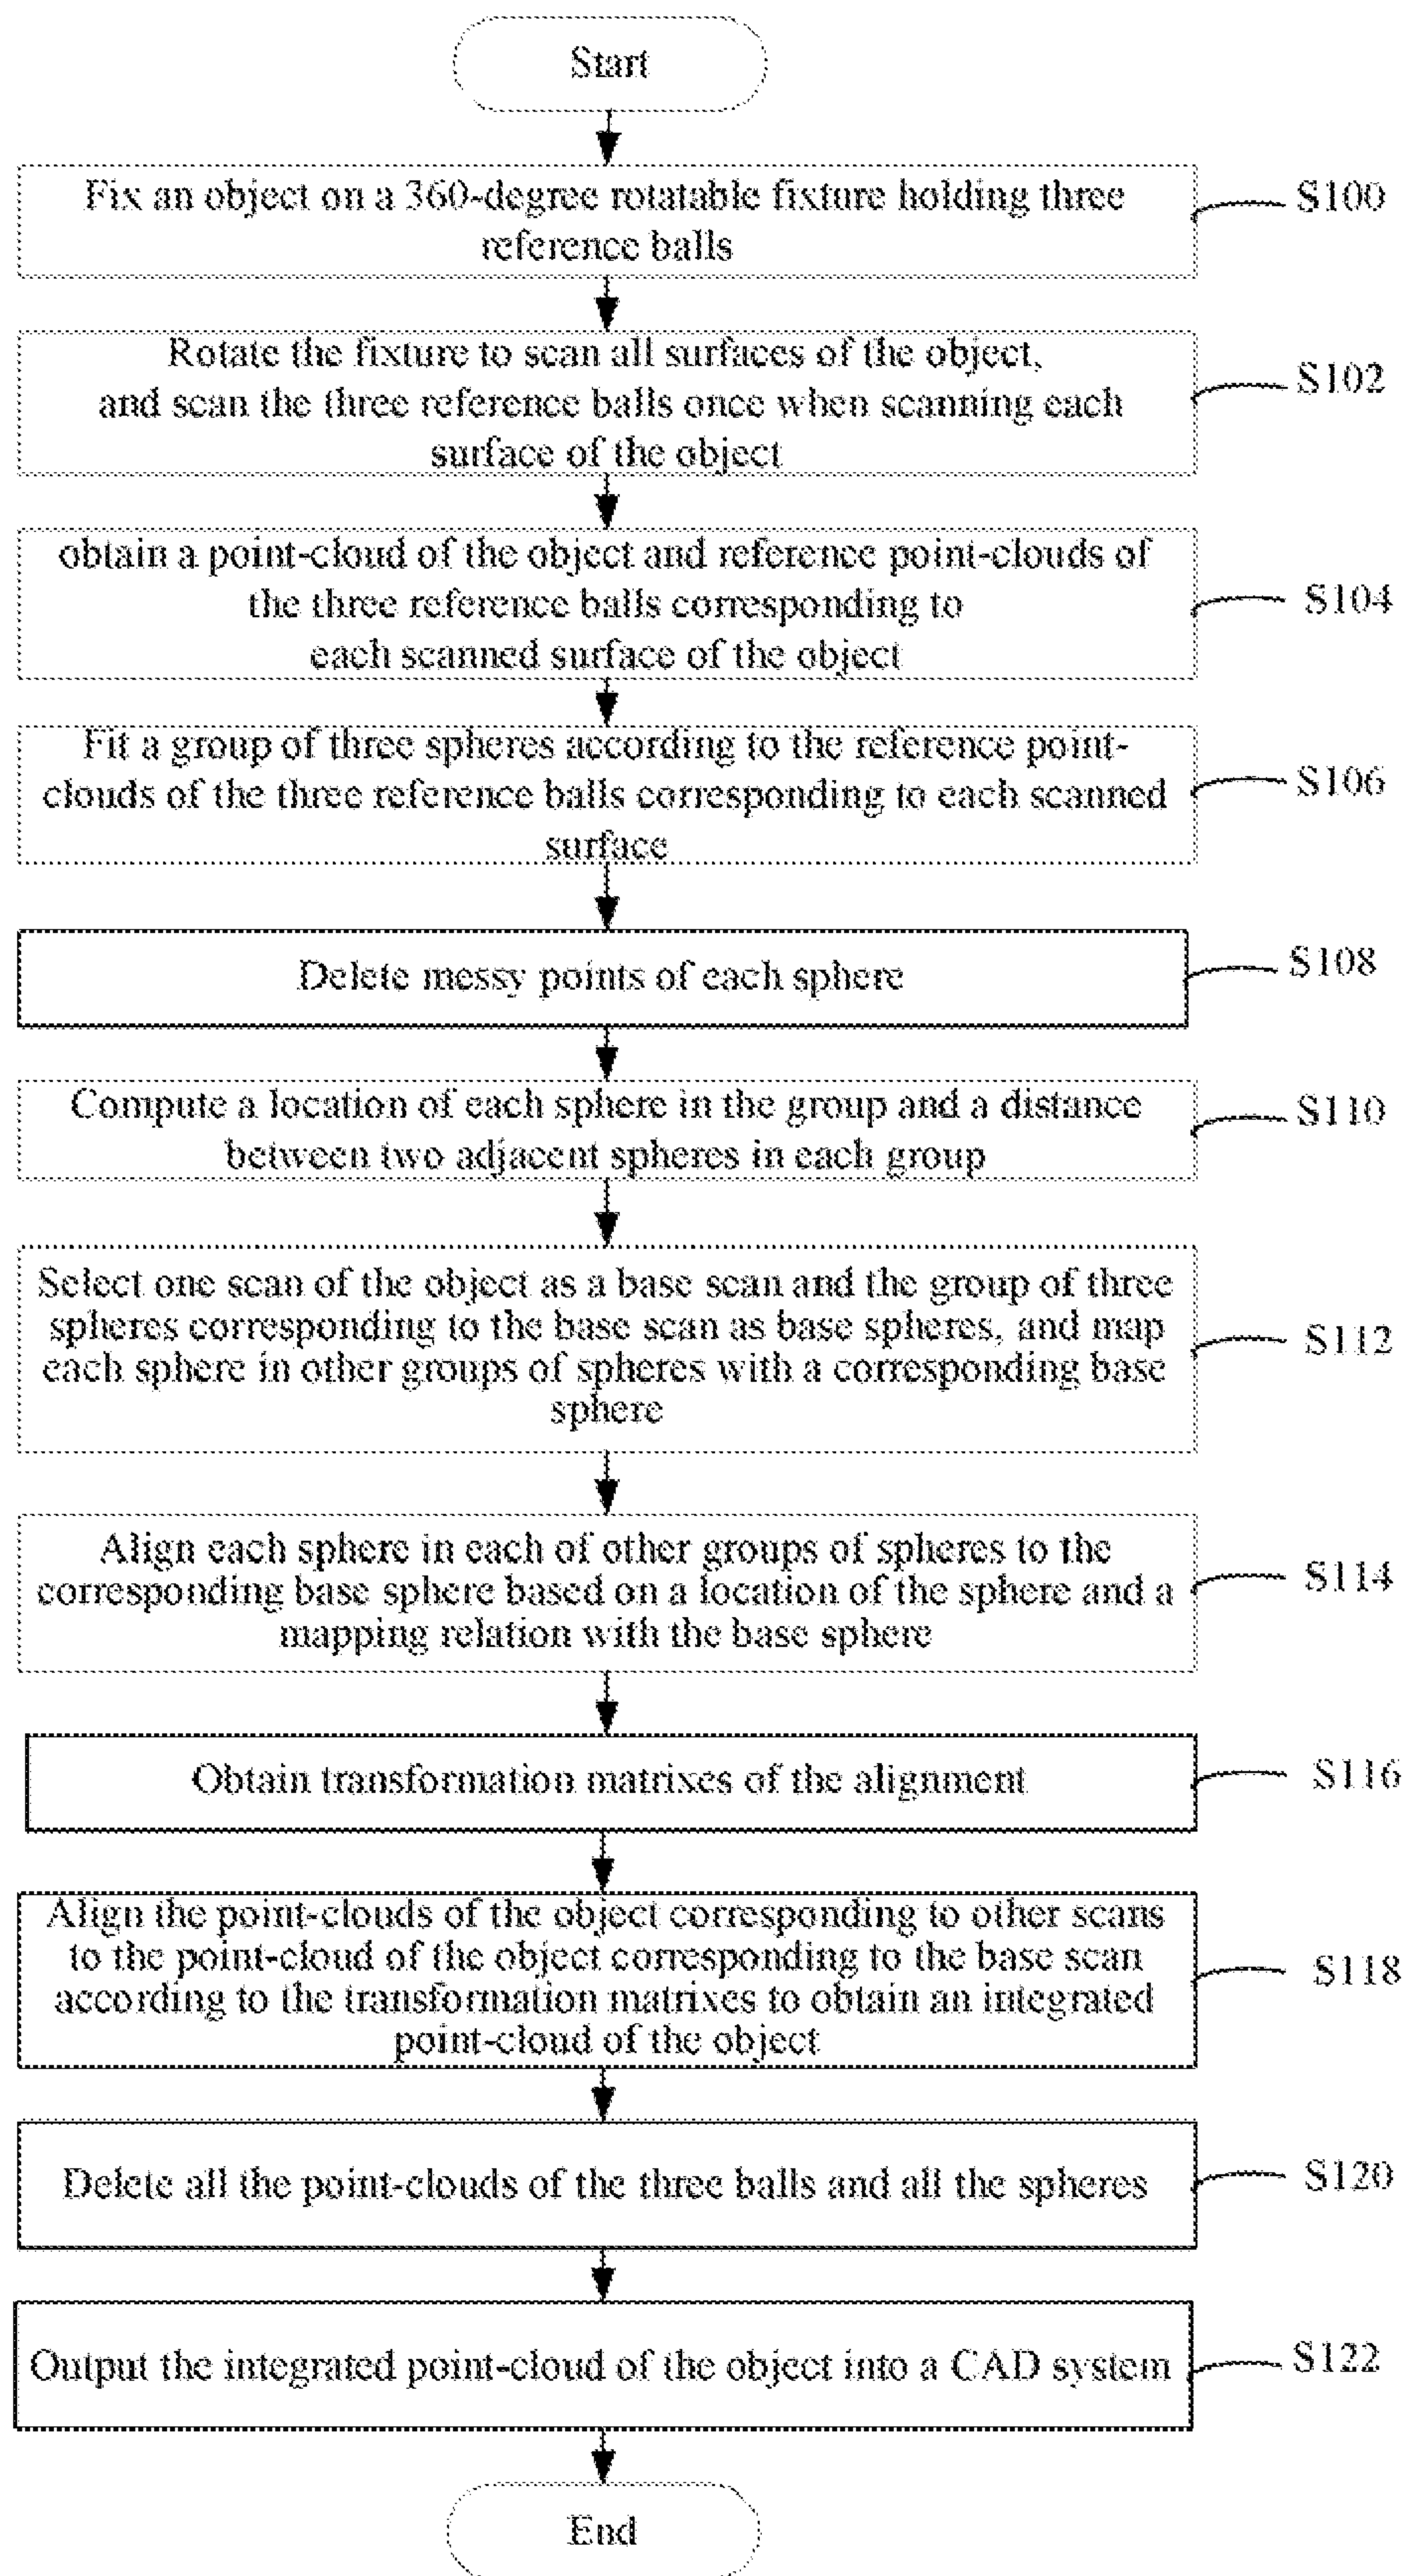 Start
Fix an object on a 360-degree rotatable fixture holding three
reference balls
S100
Rotate the fixture to scan all surfaces of the object,
and scan the three reference balls once when scanning each
surface of the object
S102
obtain a point-cloud of the object and reference point-clouds of
the three reference balls corresponding to
each scanned surface of the object
S104
Fit a group of three spheres according to the reference point-
clouds of the three reference balls corresponding to each scanned
surface
S106
Delete messy points of each sphere
S108
Compute a location of each sphere in the group and a distance
between two adjacent spheres in each group
S110
Select one scan of the object as a base scan and the group of three
spheres corresponding to the base scan as base spheres, and map
each sphere in other groups of spheres with a corresponding base
sphere
S112
Align each sphere in each of other groups of spheres to the
corresponding base sphere based on a location of the sphere and a
mapping relation with the base sphere
S114
Obtain transformation matrixes of the alignment
S116
Align the point-clouds of the object corresponding to other scans
to the point-cloud of the object corresponding to the base scan
according to the transformation matrixes to obtain an integrated
point-cloud of the object
S118
Delete all the point-clouds of the three balls and all the spheres
S120
Output the integrated point-cloud of the object into a CAD system
S122
End